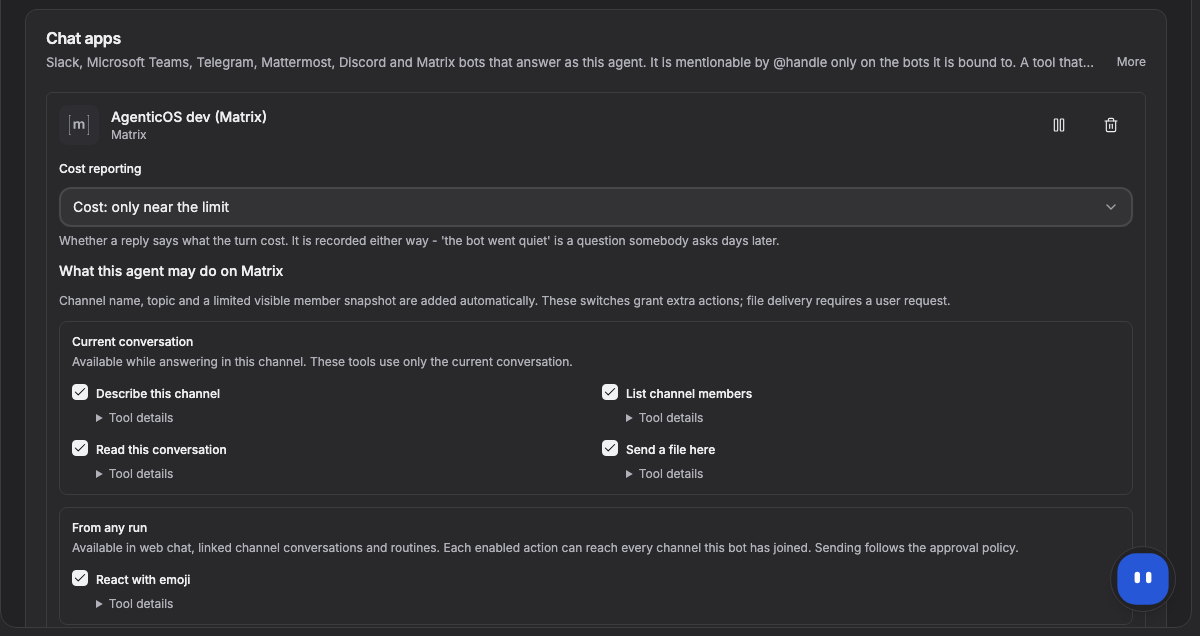 Chat apps
Slack, Microsoft Teams, Telegram, Mattermost, Discord and Matrix bots that answer as this agent. It is mentionable by @handle only on the bots it is bound to. A tool that... More
[m]
AgenticOS dev (Matrix)
Matrix
Cost reporting
Cost: only near the limit
Whether a reply says what the turn cost. It is recorded either way - 'the bot went quiet' is a question somebody asks days later.
What this agent may do on Matrix
Channel name, topic and a limited visible member snapshot are added automatically. These switches grant extra actions; file delivery requires a user request.
Current conversation
Available while answering in this channel. These tools use only the current conversation.
Describe this channel
Tool details
List channel members
Tool details
Read this conversation
Tool details
Send a file here
Tool details
From any run
Available in web chat, linked channel conversations and routines. Each enabled action can reach every channel this bot has joined. Sending follows the approval policy.
React with emoji
Tool details